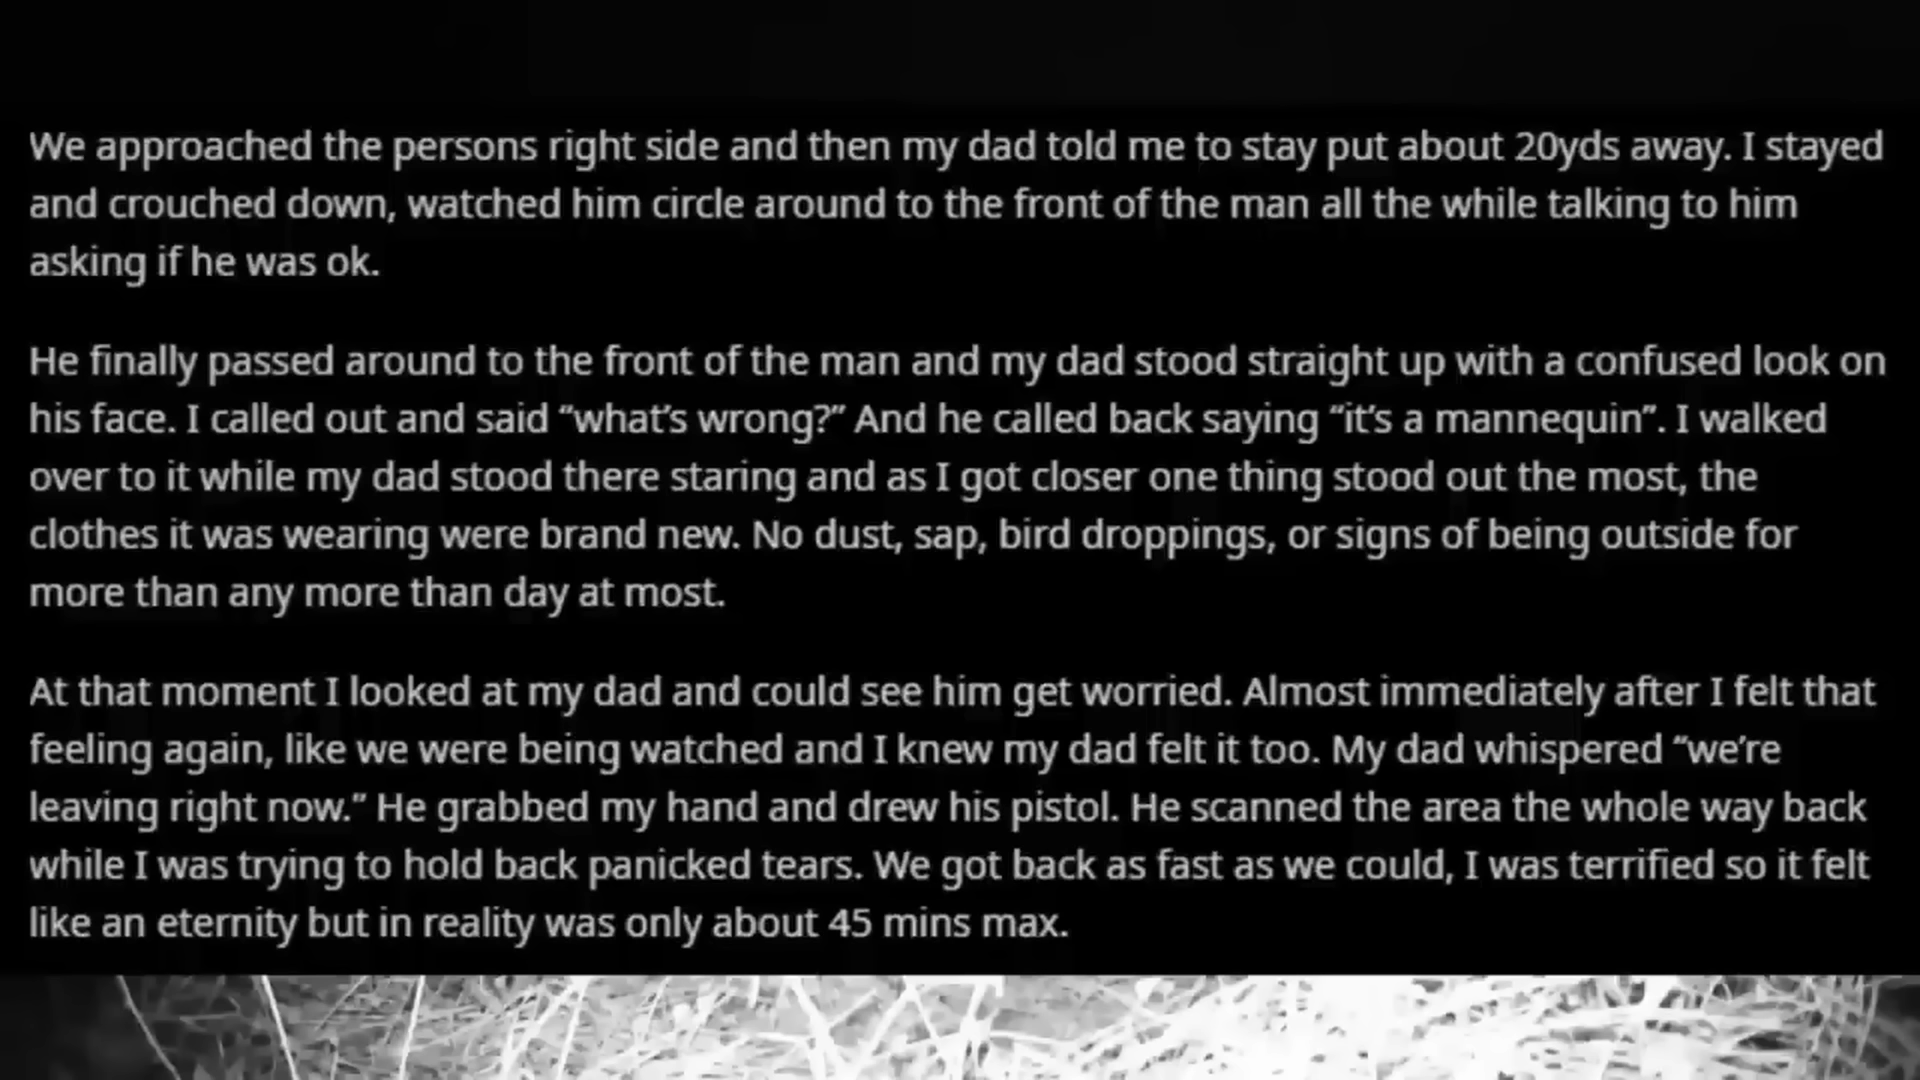 We approached the persons right side and then my dad told me to stay put about 20yds away. I stayed
and crouched down, watched him circle around to the front of the man all the while talking to him
asking if he was ok.
He finally passed around to the front of the man and my dad stood straight up with a confused look on
his face. I called out and said “what’s wrong?” And he called back saying “it’s a mannequin”. I walked
over to it while my dad stood there staring and as I got closer one thing stood out the most, the
clothes it was wearing were brand new. No dust, sap, bird droppings, or signs of being outside for
more than any more than day at most.
At that moment I looked at my dad and could see him get worried. Almost immediately after I felt that
feeling again, like we were being watched and I knew my dad felt it too. My dad whispered “we’re
leaving right now.” He grabbed my hand and drew his pistol. He scanned the area the whole way back
while I was trying to hold back panicked tears. We got back as fast as we could, I was terrified so it felt
like an eternity but in reality was only about 45 mins max.